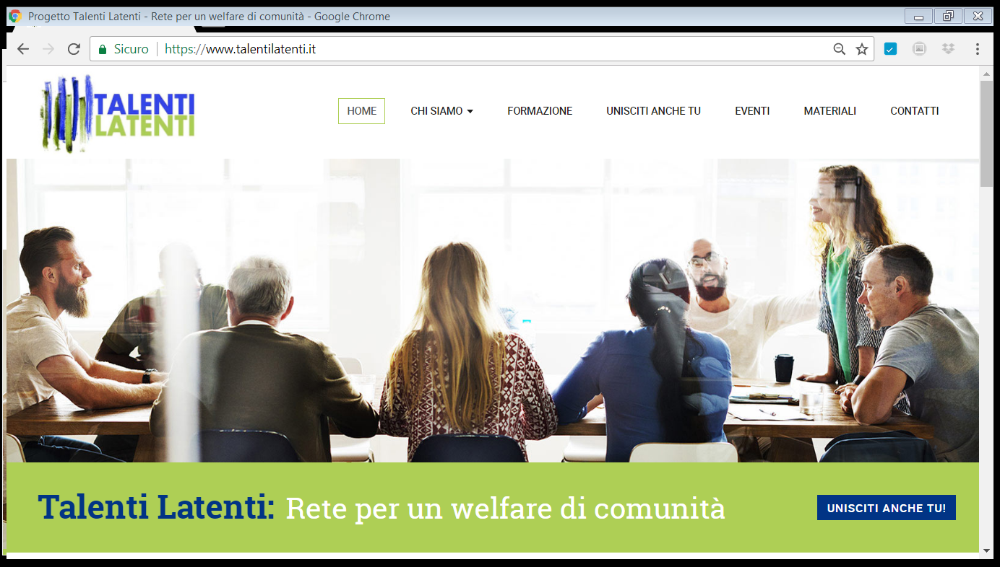 Progetto Talenti Latenti - Rete per un welfare di comunità - Google Chrome
Sicuro https://www.talentilatenti.it
TALENTI
LATENTI
HOME CHI SIAMO FORMAZIONE UNISCITI ANCHE TU EVENTI MATERIALI CONTATTI
Talenti Latenti: Rete per un welfare di comunità
UNISCITI ANCHE TU!